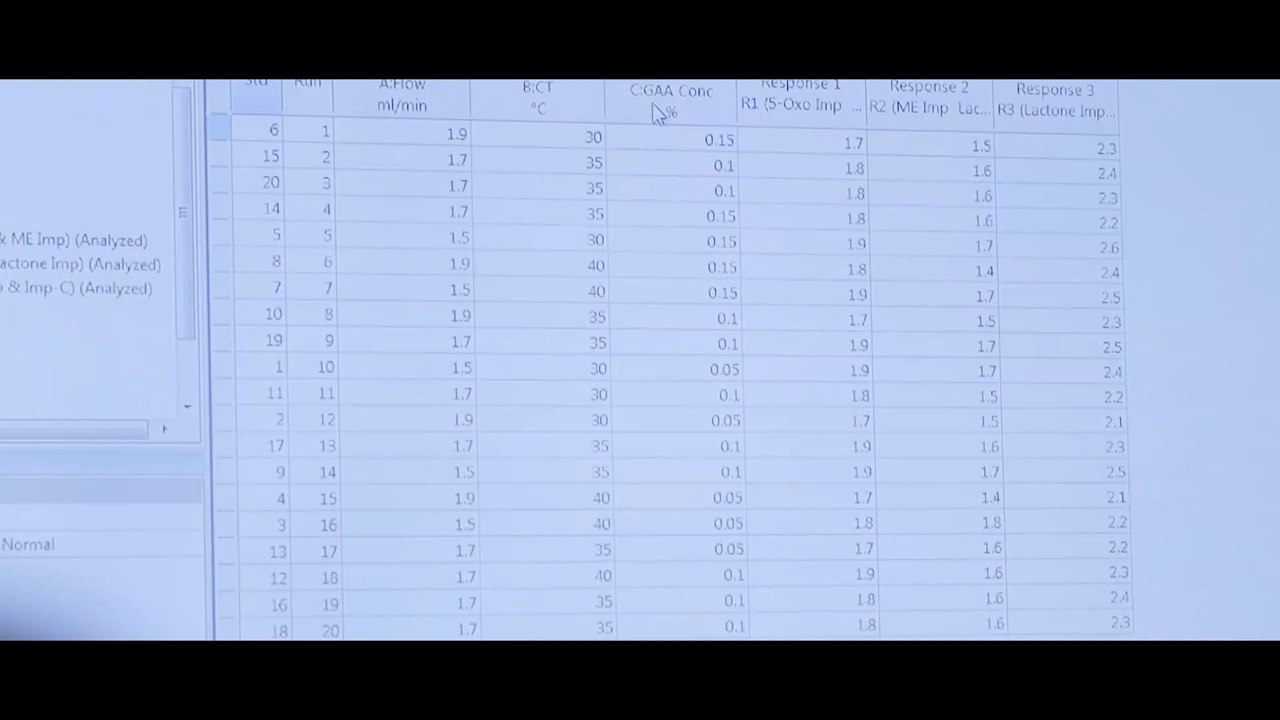 Std Run A:Flow B:CT C:GAA Conc Response 1 Response 2 Response 3
ml/min °C % R1 (5-Oxo Imp ... R2 (ME Imp Lac... R3 (Lactone Imp...
6 1 1.9 30 0.15 1.7 1.5 2.3
15 2 1.7 35 0.1 1.8 1.6 2.4
20 3 1.7 35 0.1 1.8 1.6 2.3
14 4 1.7 35 0.15 1.8 1.6 2.2
5 5 1.5 30 0.15 1.9 1.7 2.6
8 6 1.9 40 0.15 1.8 1.4 2.4
7 7 1.5 40 0.15 1.9 1.7 2.5
10 8 1.9 35 0.1 1.7 1.5 2.3
19 9 1.7 35 0.1 1.9 1.7 2.5
1 10 1.5 30 0.05 1.9 1.7 2.4
11 11 1.7 30 0.1 1.8 1.5 2.2
2 12 1.9 30 0.05 1.7 1.5 2.1
17 13 1.7 35 0.1 1.9 1.6 2.3
9 14 1.5 35 0.1 1.9 1.7 2.5
4 15 1.9 40 0.05 1.7 1.4 2.1
3 16 1.5 40 0.05 1.8 1.8 2.2
13 17 1.7 35 0.05 1.7 1.6 2.2
12 18 1.7 40 0.1 1.9 1.6 2.3
16 19 1.7 35 0.1 1.8 1.6 2.4
18 20 1.7 35 0.1 1.8 1.6 2.3
& ME Imp) (Analyzed)
actone Imp) (Analyzed)
& Imp-C) (Analyzed)
Normal